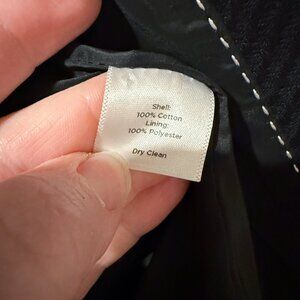 Shell:
100% Cotton
Lining:
100% Polyester
Dry Clean